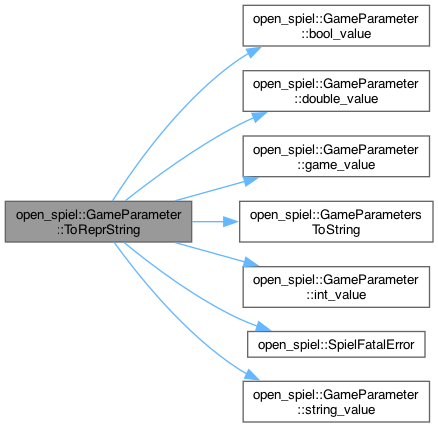 open_spiel::GameParameter
::ToReprString
open_spiel::GameParameter
::bool_value
open_spiel::GameParameter
::double_value
open_spiel::GameParameter
::game_value
open_spiel::GameParameters
ToString
open_spiel::GameParameter
::int_value
open_spiel::SpielFatalError
open_spiel::GameParameter
::string_value